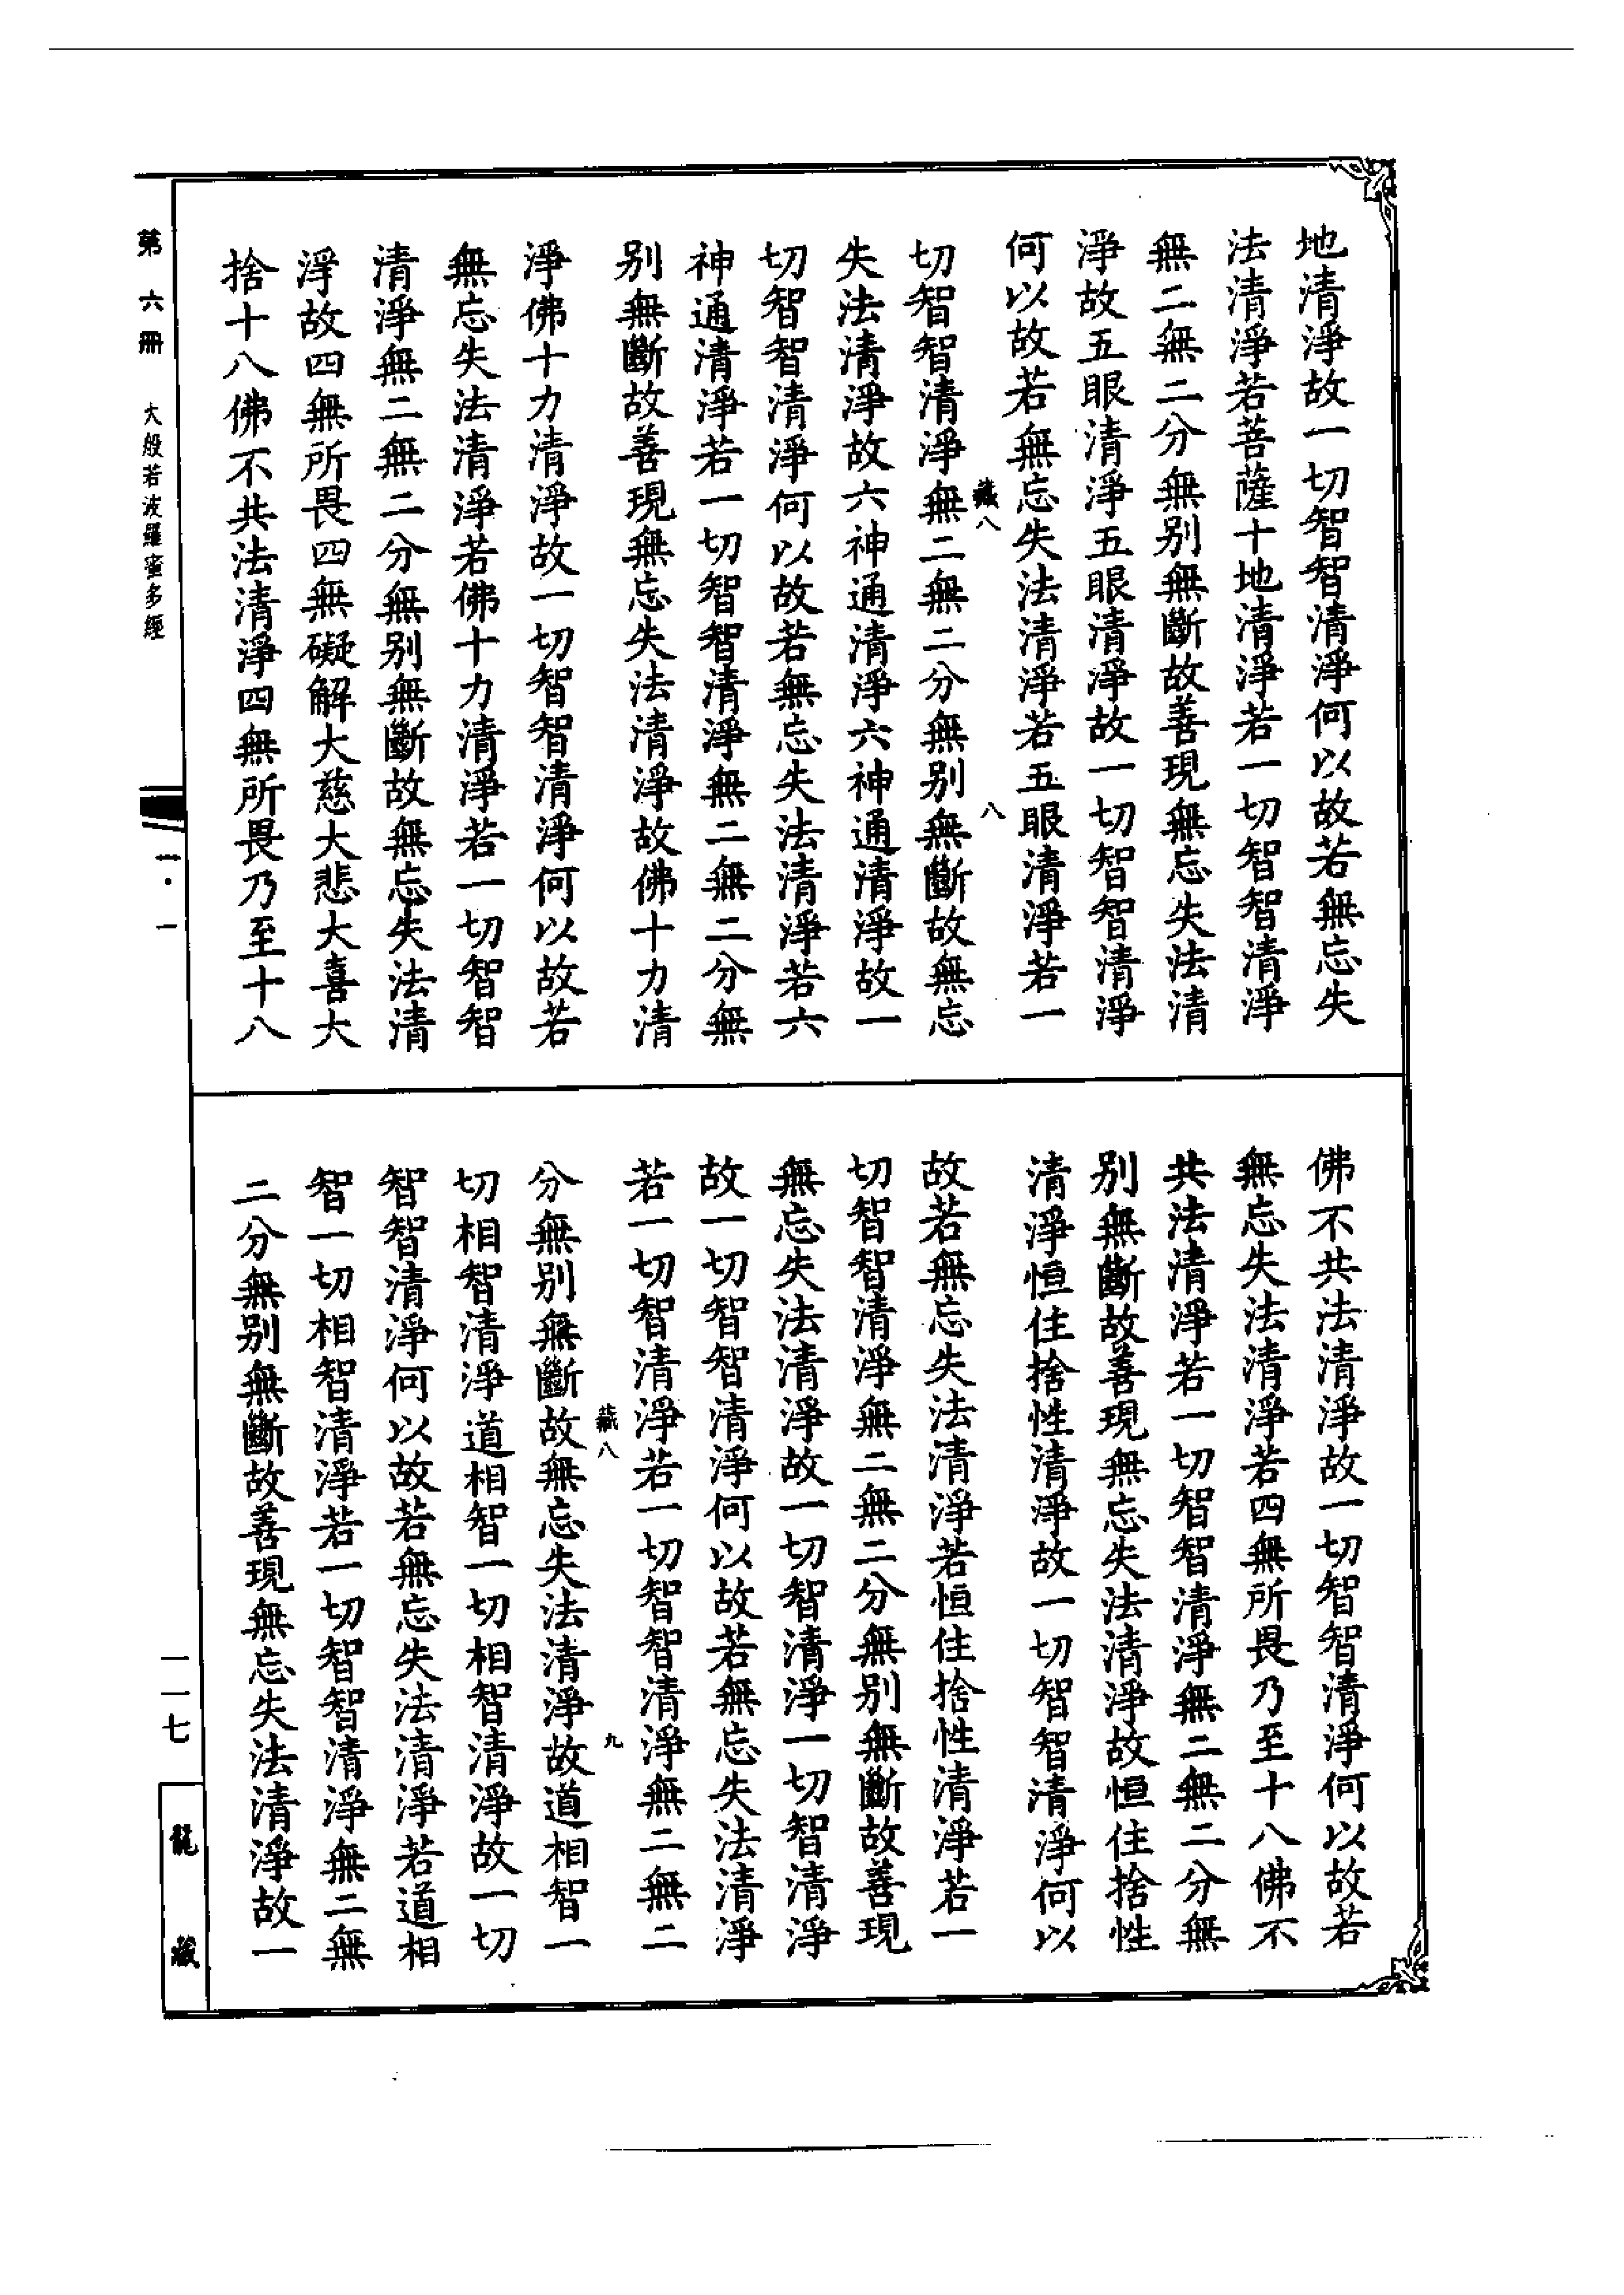 地清淨故一切智智清淨何以故若無忘失
法清淨若菩薩十地清淨若一切智智清淨
無二無二分無別無斷故善現無忘失法清
淨故五眼清淨五眼清淨故一切智智清淨
何以故若無忘失法清淨若五眼清淨若一
藏八
八
切智智清淨無二無二分無別無斷故無忘
失法清淨故六神通清淨六神通清淨故一
切智智清淨何以故若無忘失法清淨若六
神通清淨若一切智智清淨無二無二分無
別無斷故善現無忘失法清淨故佛十力清
淨佛十力清淨故一切智智清淨何以故若
無忘失法清淨若佛十力清淨若一切智智
清淨無二無二分無別無斷故無忘失法清
淨故四無所畏四無礙解大慈大悲大喜大
捨十八佛不共法清淨四無所畏乃至十八
佛不共法清淨故一切智智清淨何以故若
無忘失法清淨若四無所畏乃至十八佛不
共法清淨若一切智智清淨無二無二分無
別無斷故善現無忘失法清淨故恒住捨性
清淨恒住捨性清淨故一切智智清淨何以
故若無忘失法清淨若恒住捨性清淨若一
切智智清淨無二無二分無別無斷故善現
無忘失法清淨故一切智清淨一切智清淨
故一切智智清淨何以故若無忘失法清淨
若一切智清淨若一切智智清淨無二無二
藏八
九
分無別無斷故無忘失法清淨故道相智一
切相智清淨道相智一切相智清淨故一切
智智清淨何以故若無忘失法清淨若道相
智一切相智清淨若一切智智清淨無二無
二分無別無斷故善現無忘失法清淨故一
第六冊
大般若波羅蜜多經
一·一
一一七
龍藏